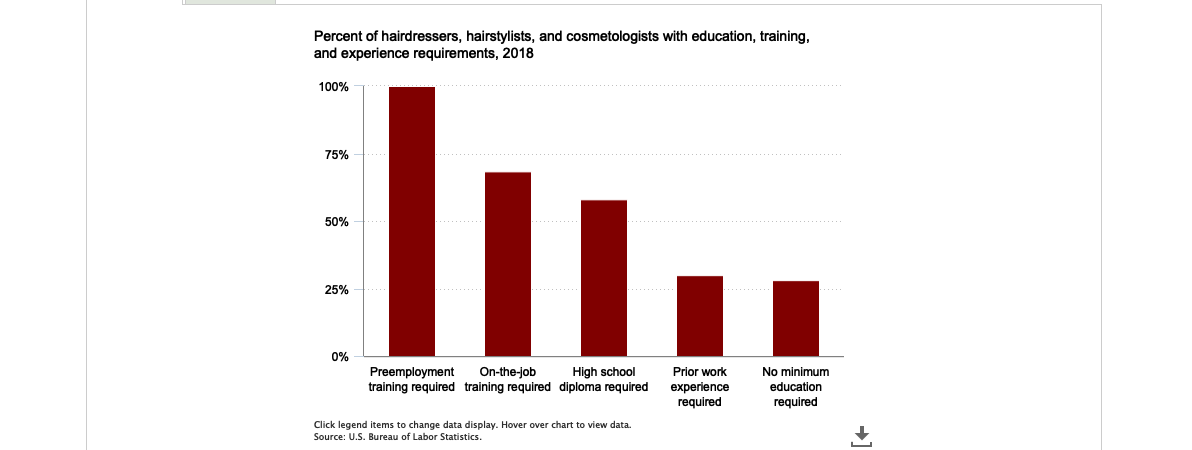 Percent of hairdressers, hairstylists, and cosmetologists with education, training,
and experience requirements, 2018
100%
75%
50%
25%
0%
Preemployment
training required
On-the-job
training required
High school
diploma required
Prior work
experience
required
No minimum
education
required
Click legend items to change data display. Hover over chart to view data.
Source: U.S. Bureau of Labor Statistics.